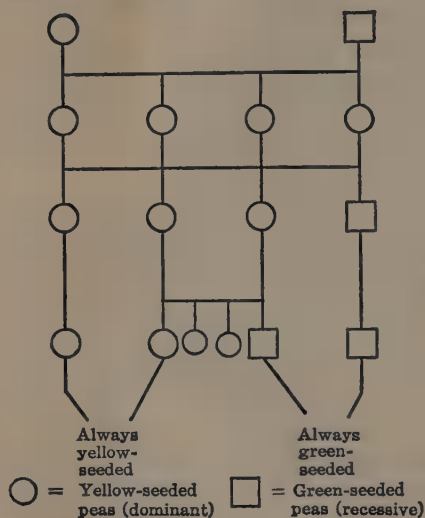 Always
yellow-
seeded
Always
green-
seeded
= Yellow-seeded
peas (dominant)
= Green-seeded
peas (recessive)